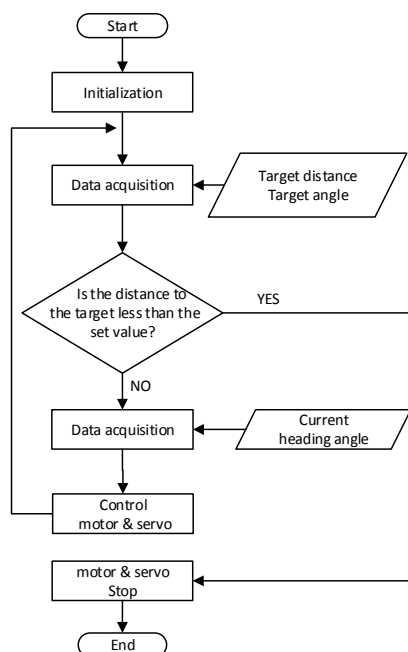 Start
Initialization
Data acquisition
Target distance
Target angle
Is the distance to
the target less than the
set value?
YES
NO
Data acquisition
Current
heading angle
Control
motor & servo
motor & servo
Stop
End